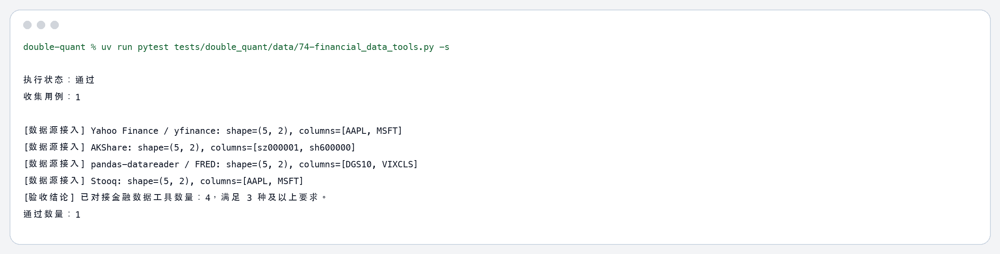 double-quant % uv run pytest tests/double_quant/data/74-financial_data_tools.py -s
执行状态：通过
收集用例：1
[数据源接入] Yahoo Finance / yfinance: shape=(5, 2), columns=[AAPL, MSFT]
[数据源接入] AKShare: shape=(5, 2), columns=[sz000001, sh600000]
[数据源接入] pandas-datareader / FRED: shape=(5, 2), columns=[DGS10, VIXCLS]
[数据源接入] Stooq: shape=(5, 2), columns=[AAPL, MSFT]
[验收结论] 已对接金融数据工具数量：4，满足 3 种及以上要求。
通过数量：1